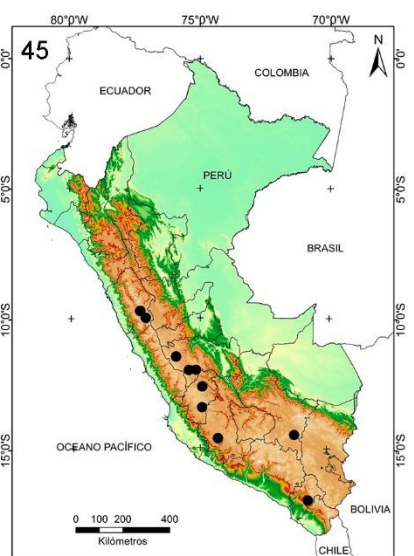 80°0'W 75°0'W 70°0'W
45
N
0°0'
0°0'
COLOMBIA
ECUADOR
PERÚ
5°0'S
5°0'S
BRASIL
10°0'S
10°0'S
OCEANO PACÍFICO
15°0'S
15°0'S
BOLIVIA
0 100 200 400
Kilómetros
CHILE